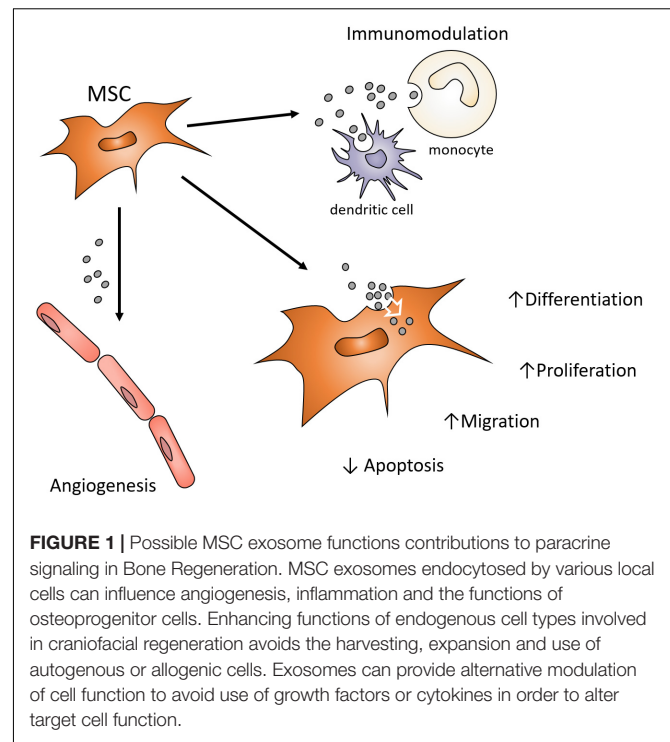 Immunomodulation
MSC
monocyte
dendritic cell
↑Differentiation
↑Proliferation
↑Migration
↓ Apoptosis
Angiogenesis
FIGURE 1 | Possible MSC exosome functions contributions to paracrine
signaling in Bone Regeneration. MSC exosomes endocytosed by various local
cells can influence angiogenesis, inflammation and the functions of
osteoprogenitor cells. Enhancing functions of endogenous cell types involved
in craniofacial regeneration avoids the harvesting, expansion and use of
autogenous or allogenic cells. Exosomes can provide alternative modulation
of cell function to avoid use of growth factors or cytokines in order to alter
target cell function.